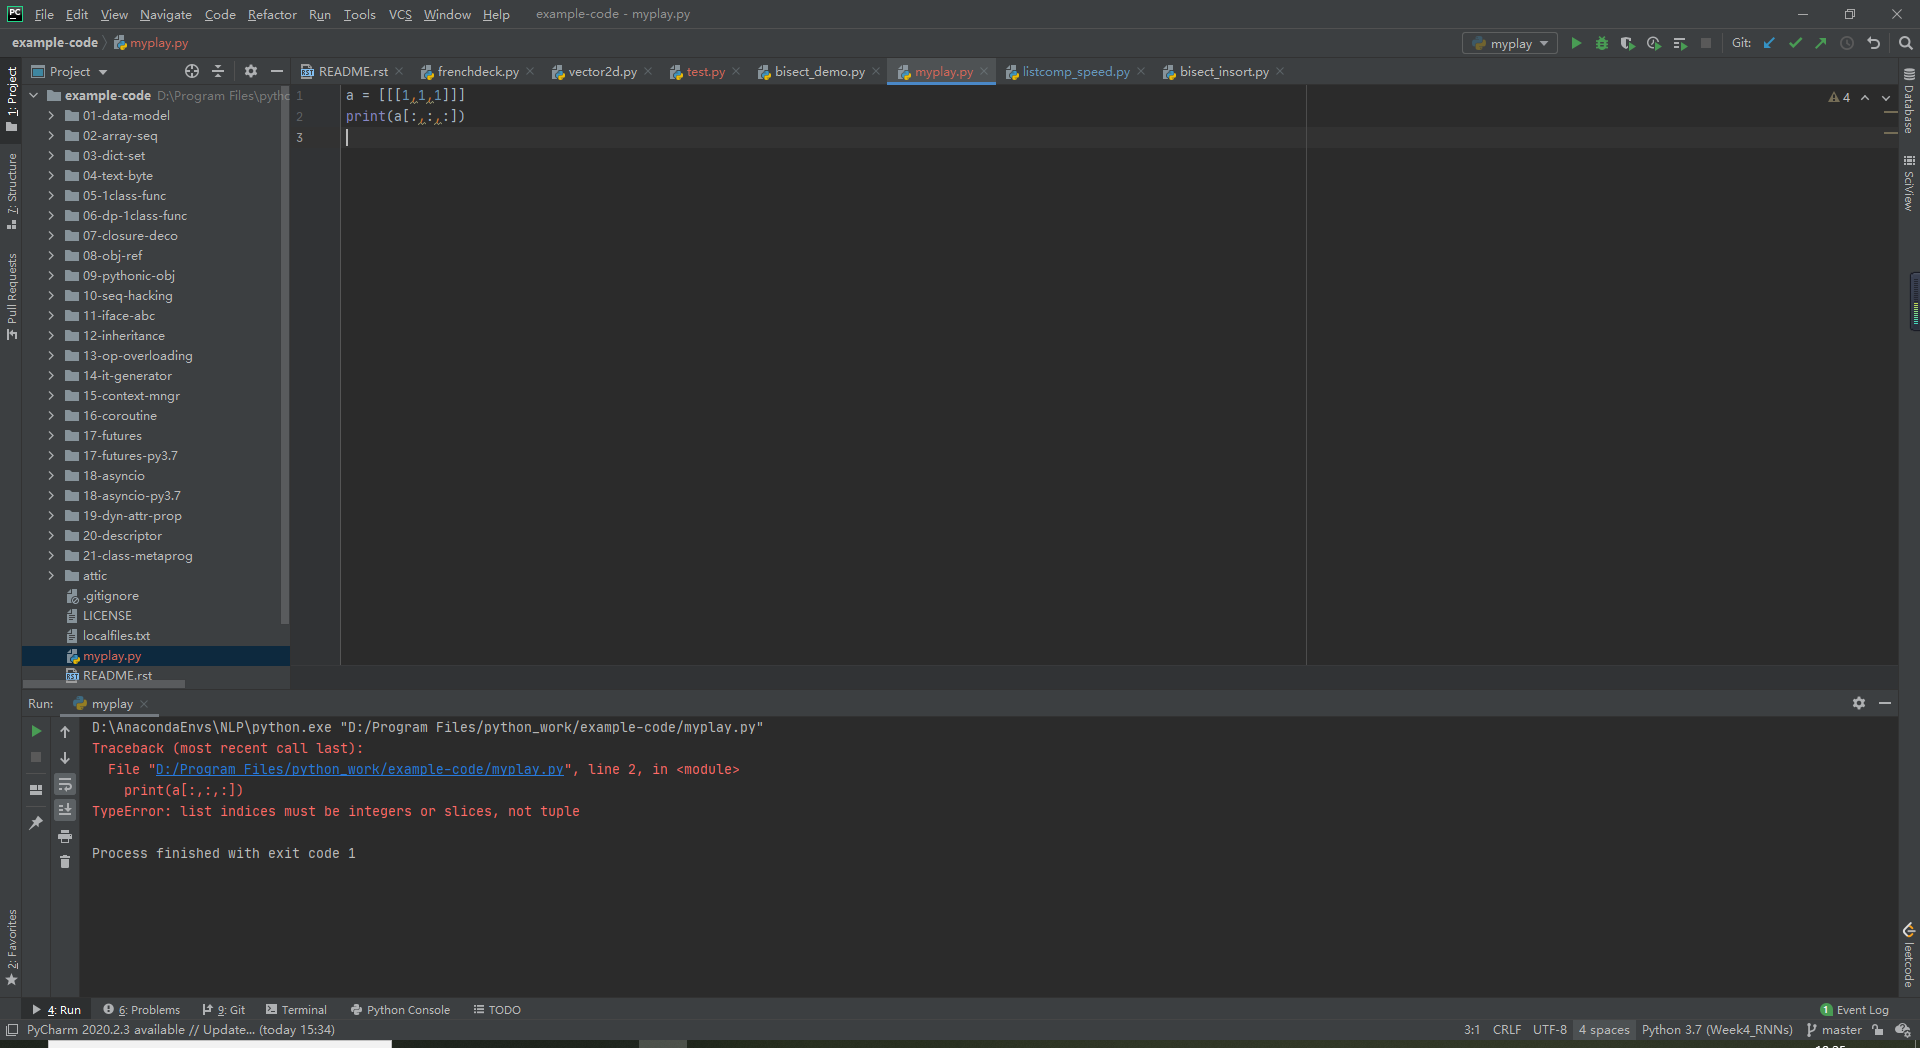 File Edit View Navigate Code Refactor Run Tools VCS Window Help example-code - myplay.py
example-code myplay.py myplay Git:
Project README.rst frenchdeck.py vector2d.py test.py bisect_demo.py myplay.py listcomp_speed.py bisect_insort.py
example-code D:\Program Files\pythc
01-data-model
02-array-seq
03-dict-set
04-text-byte
05-1class-func
06-dp-1class-func
07-closure-deco
08-obj-ref
09-pythonic-obj
10-seq-hacking
11-iface-abc
12-inheritance
13-op-overloading
14-it-generator
15-context-mngr
16-coroutine
17-futures
17-futures-py3.7
18-asyncio
18-asyncio-py3.7
19-dyn-attr-prop
20-descriptor
21-class-metaprog
attic
.gitignore
LICENSE
localfiles.txt
myplay.py
README.rst
1 a = [[[1,1,1]]]
2 print(a[:,:,:])
3
4
1: Project
7: Structure
Pull Requests
2: Favorites
Database
SciView
leetcode
Run: myplay
D:\AnacondaEnvs\NLP\python.exe "D:/Program Files/python_work/example-code/myplay.py"
Traceback (most recent call last):
File "D:/Program Files/python_work/example-code/myplay.py", line 2, in <module>
print(a[:,:,:])
TypeError: list indices must be integers or slices, not tuple
Process finished with exit code 1
4: Run 6: Problems 9: Git Terminal Python Console TODO 1 Event Log
PyCharm 2020.2.3 available // Update... (today 15:34) 3:1 CRLF UTF-8 4 spaces Python 3.7 (Week4_RNNs) master